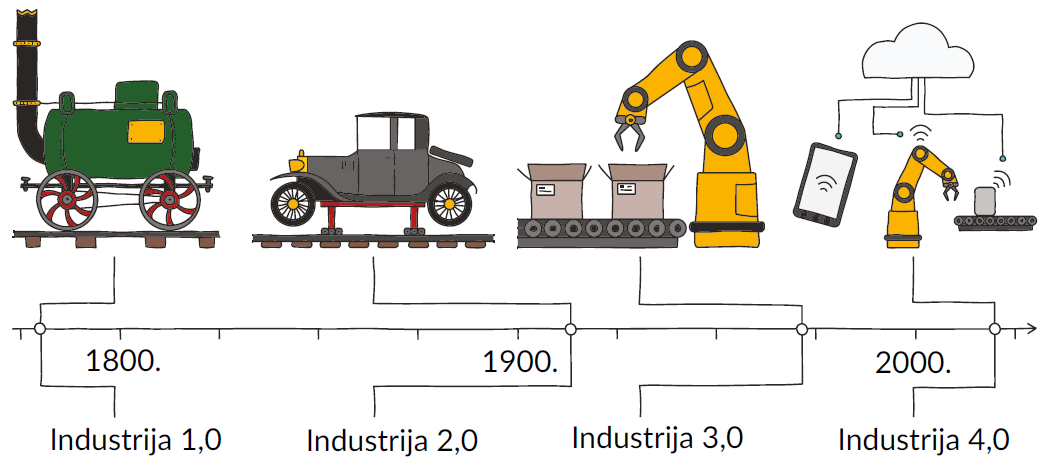 1800.
1900.
2000.
Industrija 1,0
Industrija 2,0
Industrija 3,0
Industrija 4,0